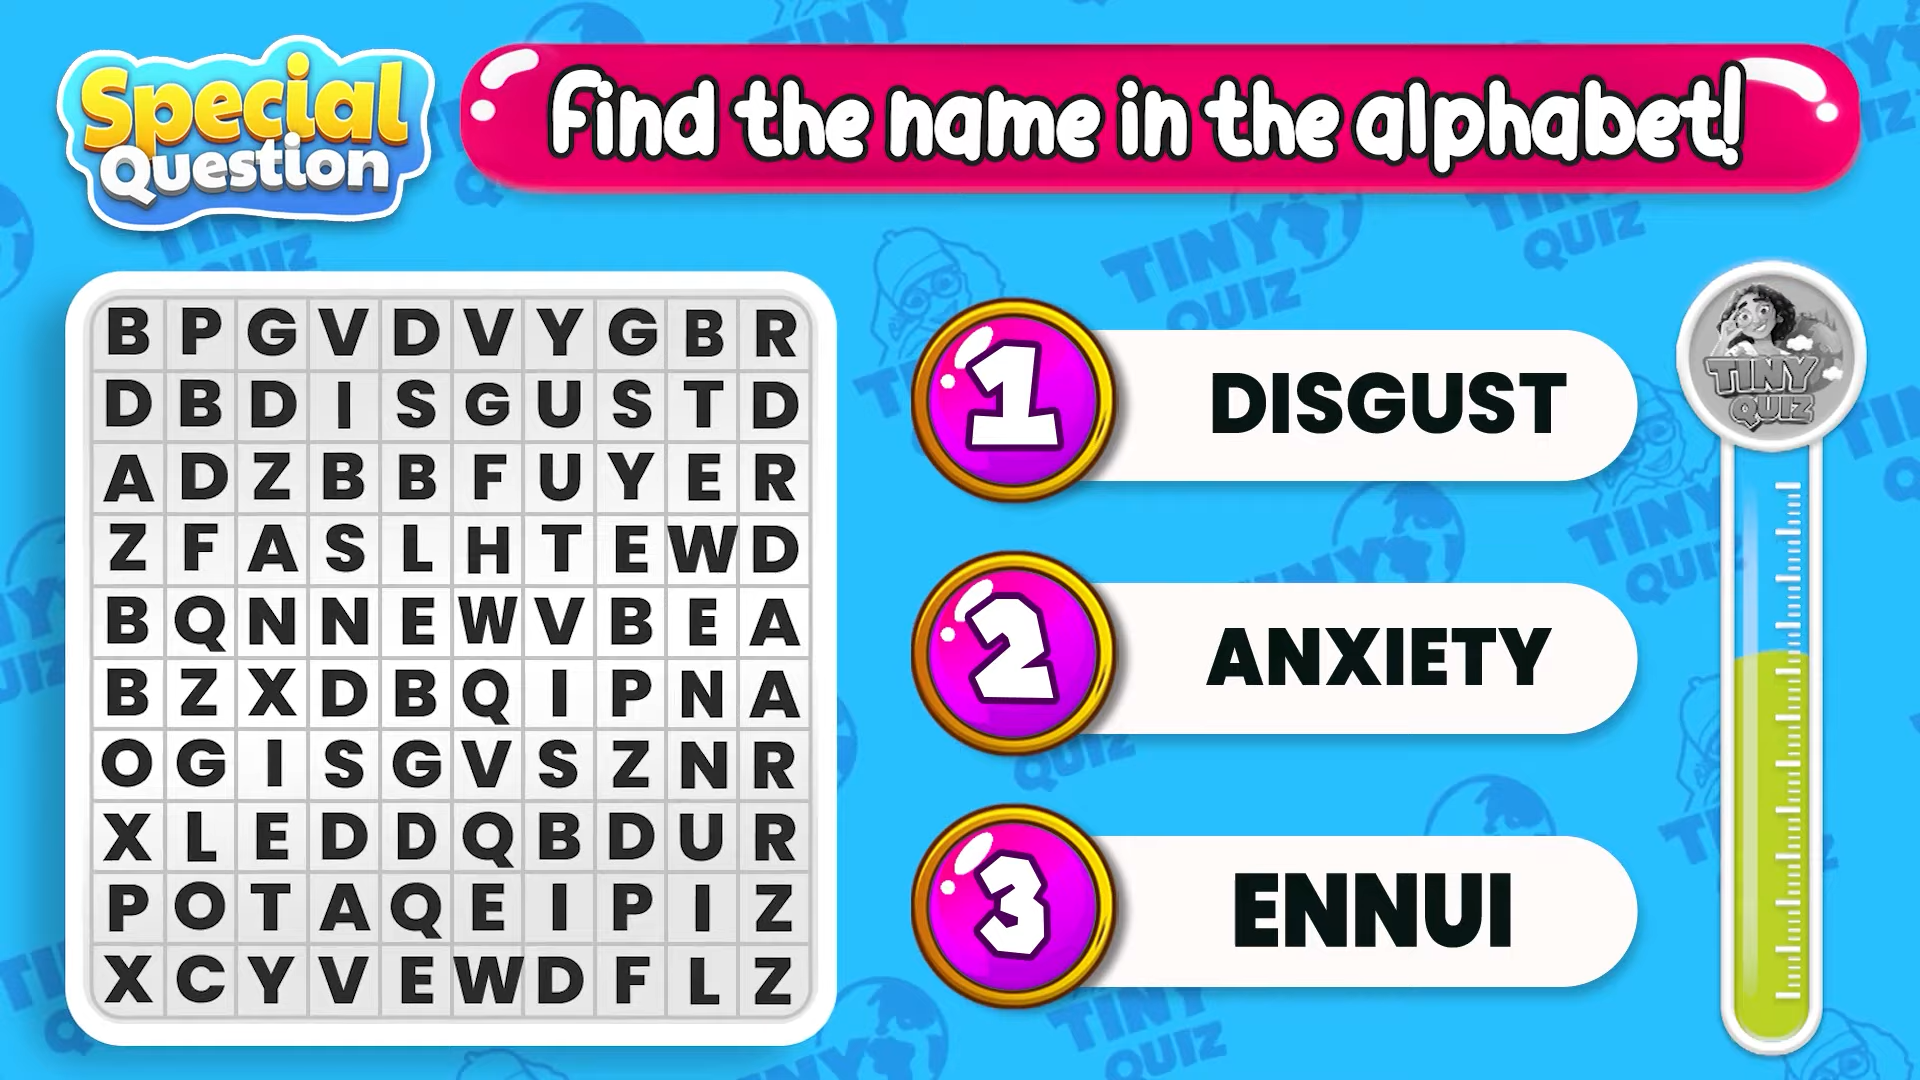 Special
Question
find the name in the alphabet!
B P G V D V Y G B R
D B D I S G U S T D
A D Z B B F U Y E R
Z F A S L H T E W D
B Q N N E W V B E A
B Z X D B Q I P N A
O G I S G V S Z N R
X L E D D Q B D U R
P O T A Q E I P I Z
X C Y V E W D F L Z
1 DISGUST
2 ANXIETY
3 ENNUI
TINY
QUIZ